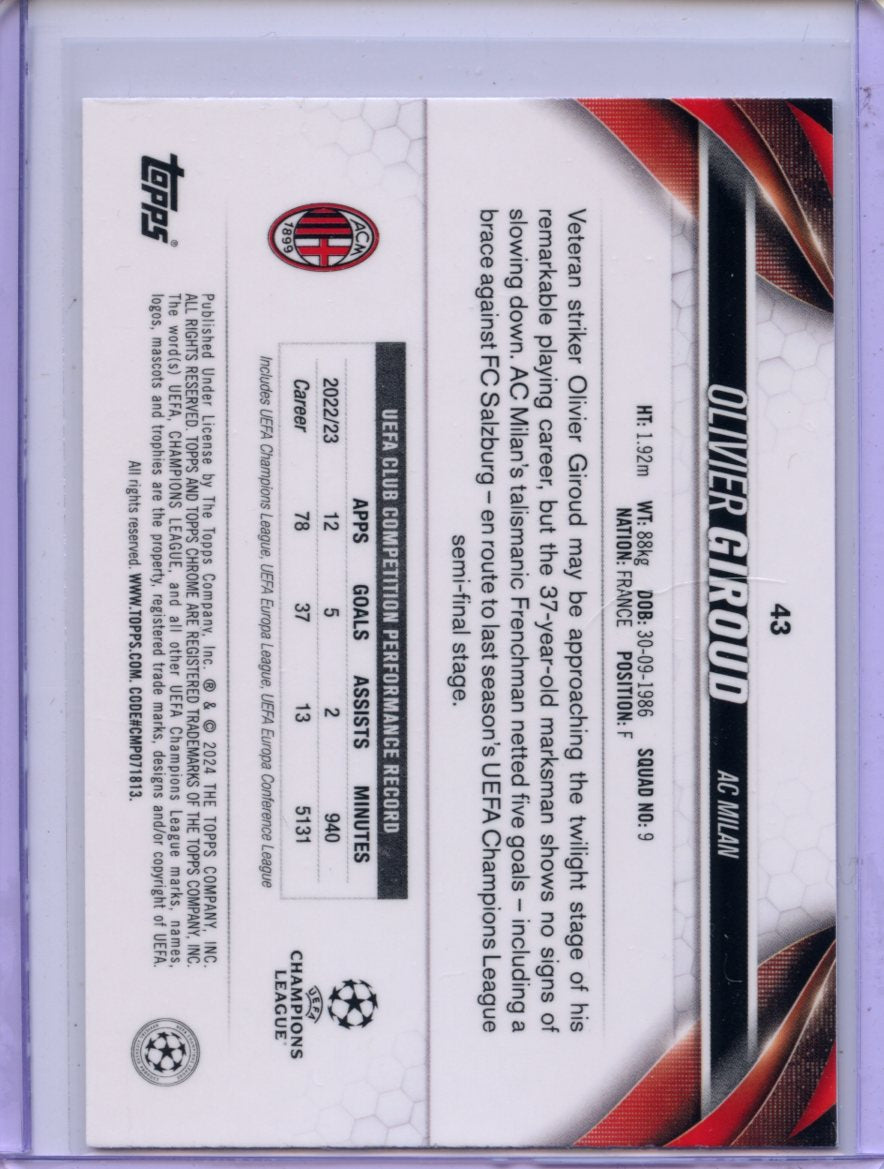 43
OLIVIER GIROUD AC MILAN
HT: 1.92m WT: 88kg DOB: 30-09-1986 SQUAD NO: 9
NATION: FRANCE POSITION: F
Veteran striker Olivier Giroud may be approaching the twilight stage of his
remarkable playing career, but the 37-year-old marksman shows no signs of
slowing down. AC Milan's talismanic Frenchman netted five goals – including a
brace against FC Salzburg – en route to last season's UEFA Champions League
semi-final stage.
ACM
1899
UEFA CLUB COMPETITION PERFORMANCE RECORD
APPS GOALS ASSISTS MINUTES
2022/23 12 5 2 940
Career 78 37 13 5131
Includes UEFA Champions League, UEFA Europa League, UEFA Europa Conference League
UEFA
CHAMPIONS
LEAGUE
topps®
Published Under License by The Topps Company, Inc. ® & © 2024 THE TOPPS COMPANY, INC.
ALL RIGHTS RESERVED. TOPPS AND TOPPS CHROME ARE REGISTERED TRADEMARKS OF THE TOPPS COMPANY, INC.
The word(s) UEFA, CHAMPIONS LEAGUE, and all other UEFA Champions League marks, names,
logos, mascots and trophies are the property, registered trade marks, designs and/or copyright of UEFA.
All rights reserved. WWW.TOPPS.COM. CODE#CMP071813.